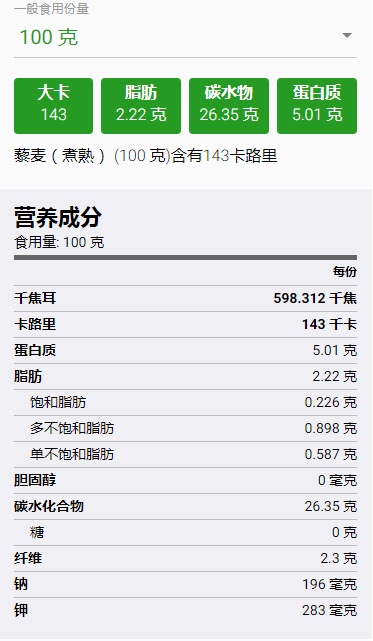 一般食用份量
100 克
大卡 脂肪 碳水物 蛋白质
143 2.22 克 26.35 克 5.01 克
藜麦 ( 煮熟 ) (100 克)含有143卡路里
营养成分
食用量: 100 克
每份
千焦耳 598.312 千焦
卡路里 143 千卡
蛋白质 5.01 克
脂肪 2.22 克
饱和脂肪 0.226 克
多不饱和脂肪 0.898 克
单不饱和脂肪 0.587 克
胆固醇 0 毫克
碳水化合物 26.35 克
糖 0 克
纤维 2.3 克
钠 196 毫克
钾 283 毫克